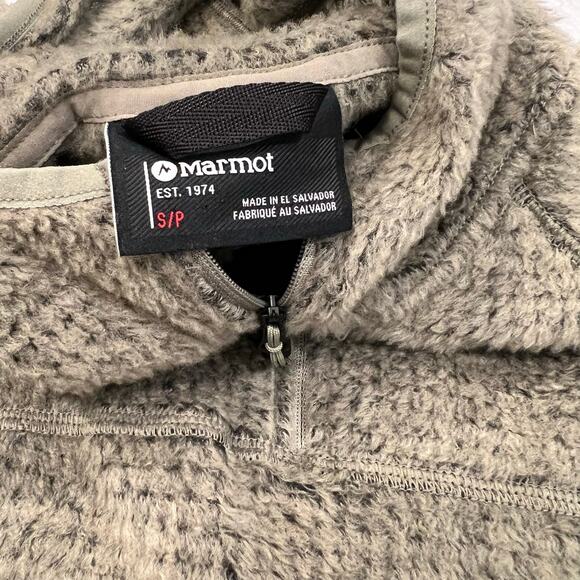 Marmot
EST. 1974
S/P
MADE IN EL SALVADOR
FABRIQUÉ AU SALVADOR